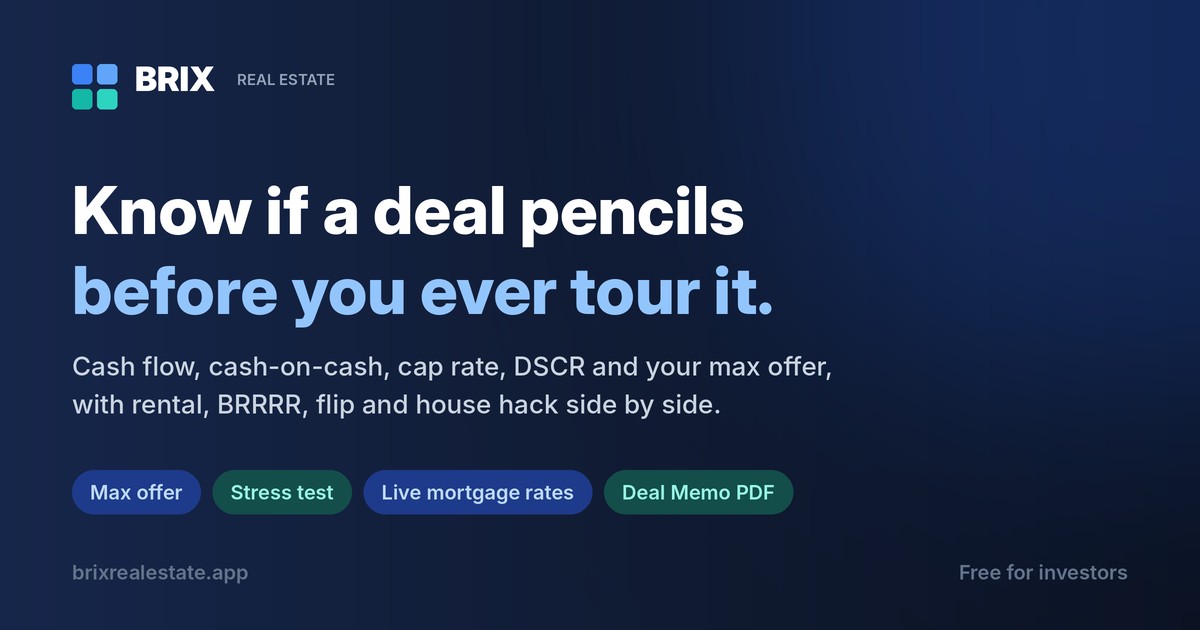 BRIX REAL ESTATE
Know if a deal pencils
before you ever tour it.
Cash flow, cash-on-cash, cap rate, DSCR and your max offer,
with rental, BRRRR, flip and house hack side by side.
Max offer Stress test Live mortgage rates Deal Memo PDF
brixrealestate.app Free for investors